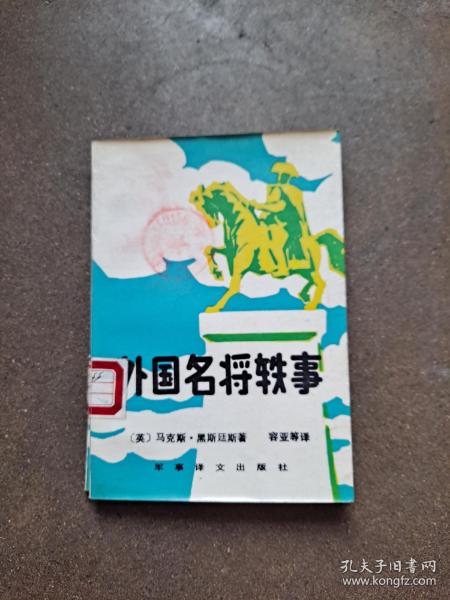 外国名将轶事
〔英〕马克斯·黑斯廷斯著 容亚等译
军事译文出版社
孔夫子旧书网
www.kongfz.com